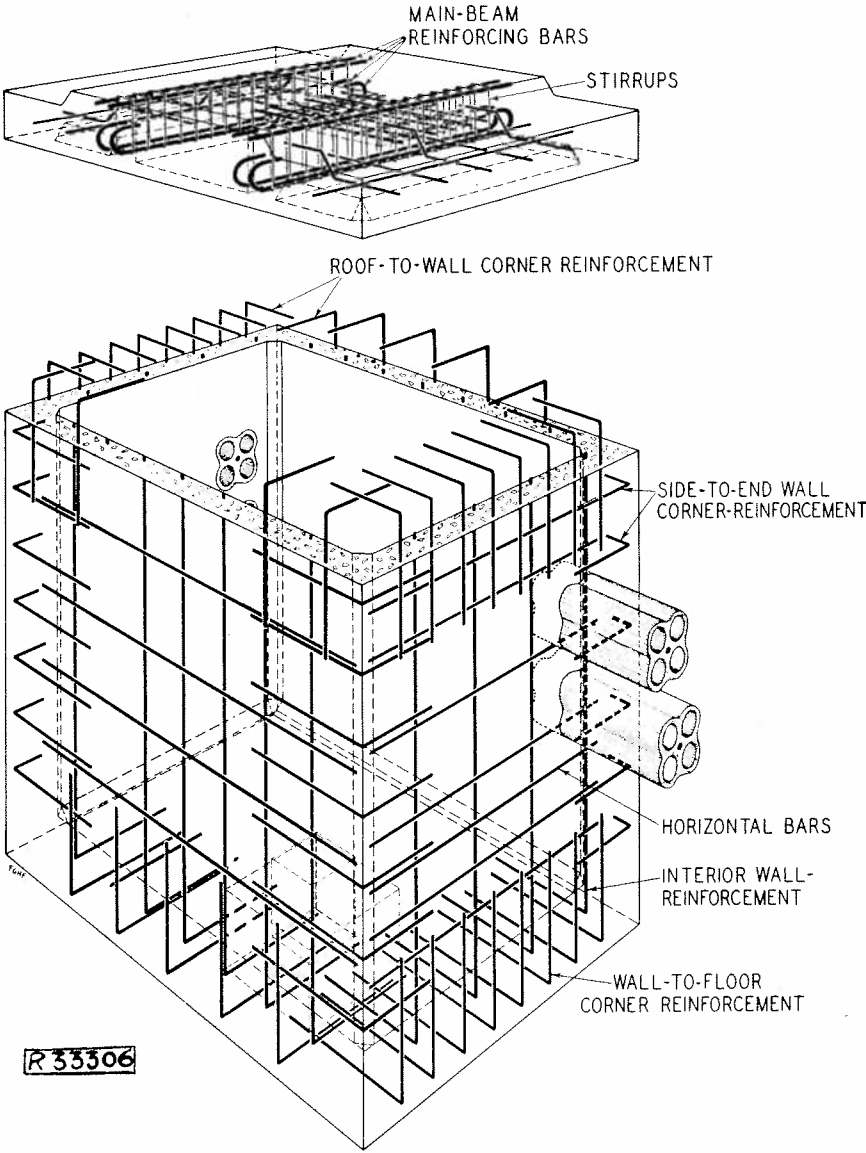 MAIN-BEAM
REINFORCING BARS
STIRRUPS
ROOF-TO-WALL CORNER REINFORCEMENT
SIDE-TO-END WALL
CORNER-REINFORCEMENT
HORIZONTAL BARS
INTERIOR WALL-
REINFORCEMENT
WALL-TO-FLOOR
CORNER REINFORCEMENT
R 33306